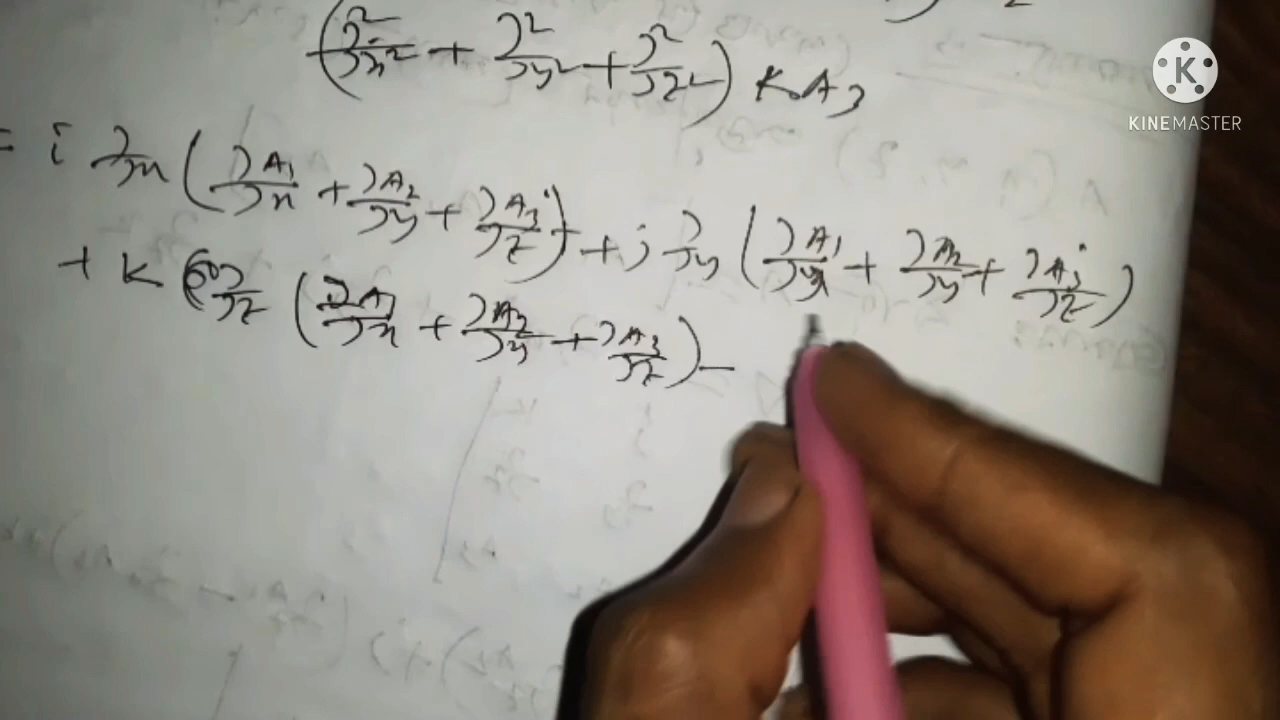 (∂²/∂x² + ∂²/∂y² + ∂²/∂z²) K A₃
= i ∂/∂x (∂A₁/∂x + ∂A₂/∂y + ∂A₃/∂z) + j ∂/∂y (∂A₁/∂x + ∂A₂/∂y + ∂A₃/∂z)
+ K ∂/∂z (∂A₁/∂x + ∂A₂/∂y + ∂A₃/∂z) −
KINEMASTER